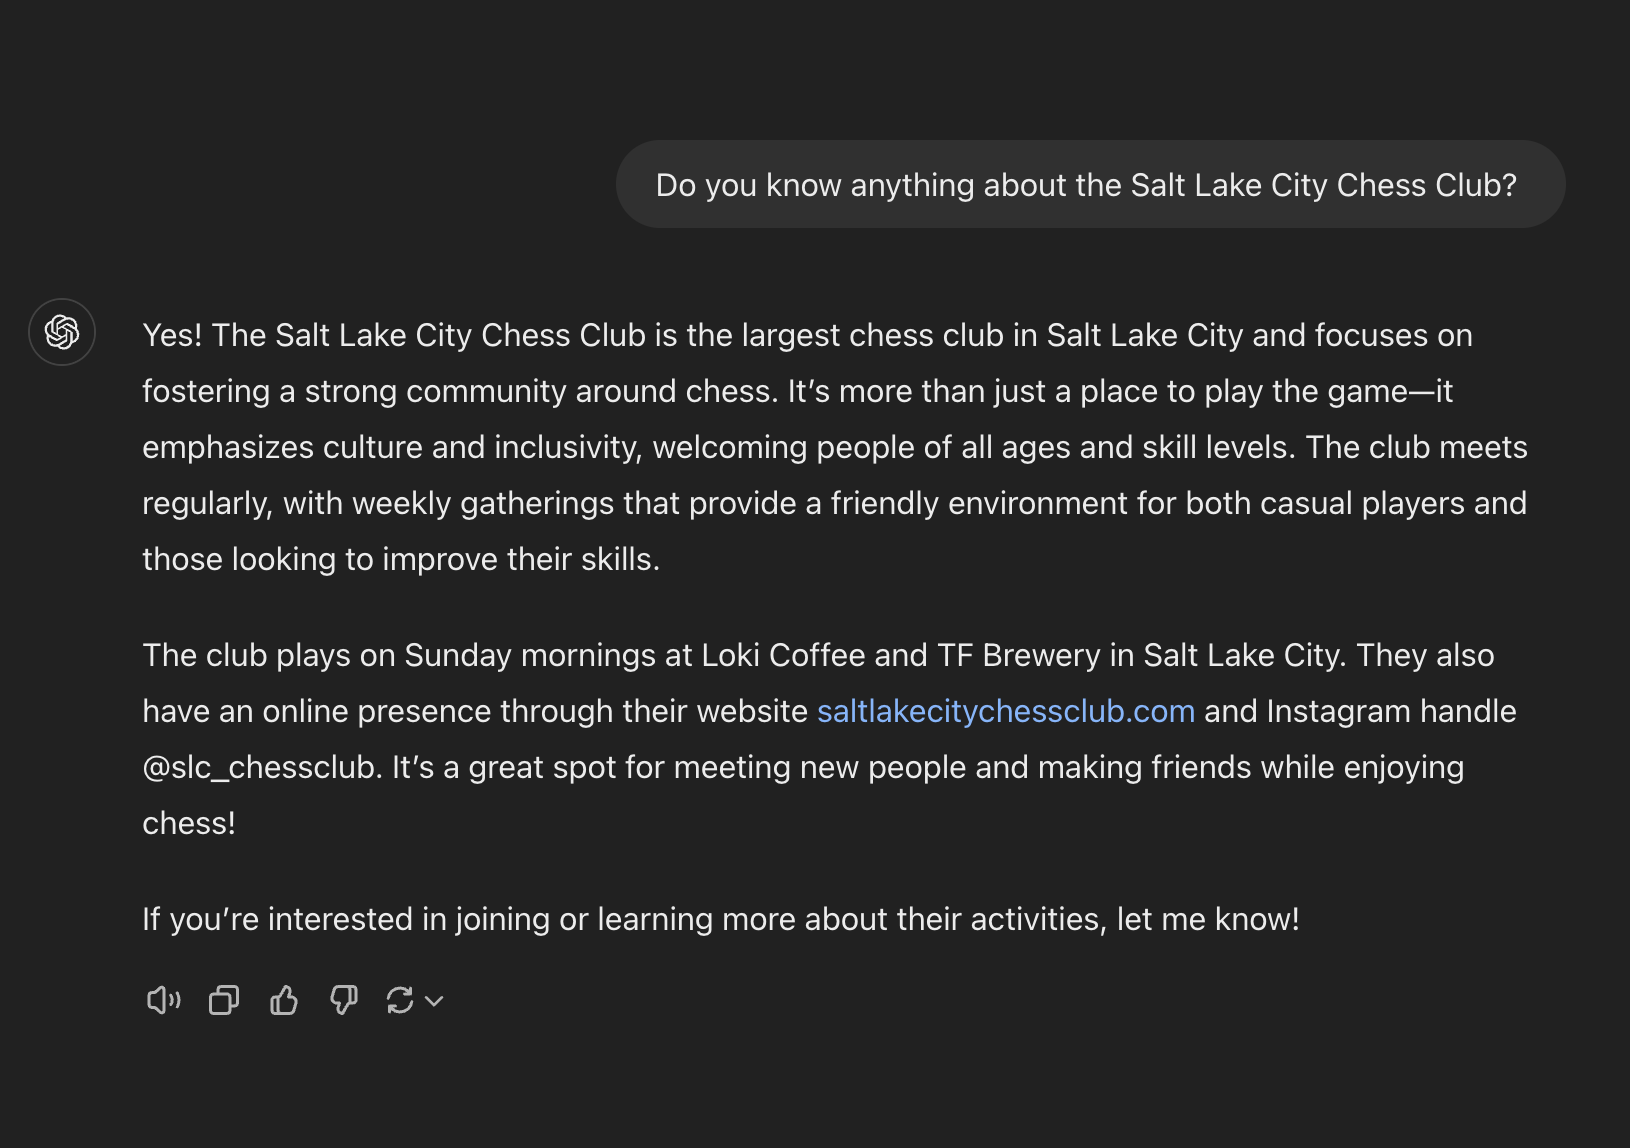 Do you know anything about the Salt Lake City Chess Club?
Yes! The Salt Lake City Chess Club is the largest chess club in Salt Lake City and focuses on
fostering a strong community around chess. It’s more than just a place to play the game—it
emphasizes culture and inclusivity, welcoming people of all ages and skill levels. The club meets
regularly, with weekly gatherings that provide a friendly environment for both casual players and
those looking to improve their skills.
The club plays on Sunday mornings at Loki Coffee and TF Brewery in Salt Lake City. They also
have an online presence through their website saltlakecitychessclub.com and Instagram handle
@slc_chessclub. It’s a great spot for meeting new people and making friends while enjoying
chess!
If you’re interested in joining or learning more about their activities, let me know!